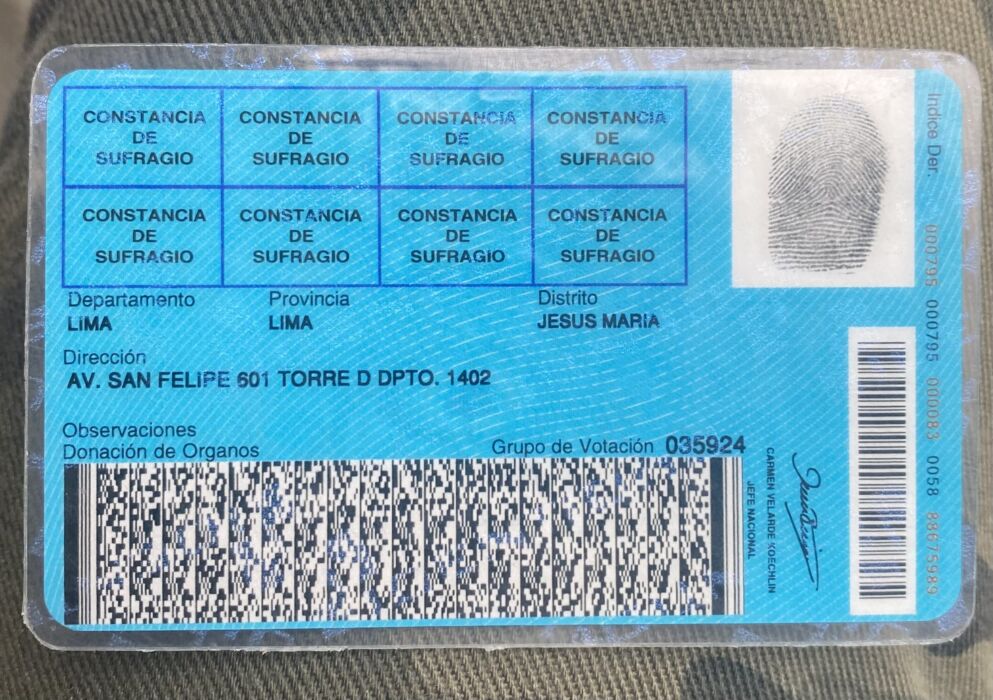 CONSTANCIA DE SUFRAGIO
CONSTANCIA DE SUFRAGIO
CONSTANCIA DE SUFRAGIO
CONSTANCIA DE SUFRAGIO
CONSTANCIA DE SUFRAGIO
CONSTANCIA DE SUFRAGIO
CONSTANCIA DE SUFRAGIO
CONSTANCIA DE SUFRAGIO
Departamento Provincia Distrito
LIMA LIMA JESUS MARIA
Dirección
AV. SAN FELIPE 601 TORRE D DPTO. 1402
Observaciones
Donación de Organos Grupo de Votación 035924
CARMEN VELARDE KOECHLIN
JEFE NACIONAL
Indice Der.
000795 000795 000083 0058 88675989